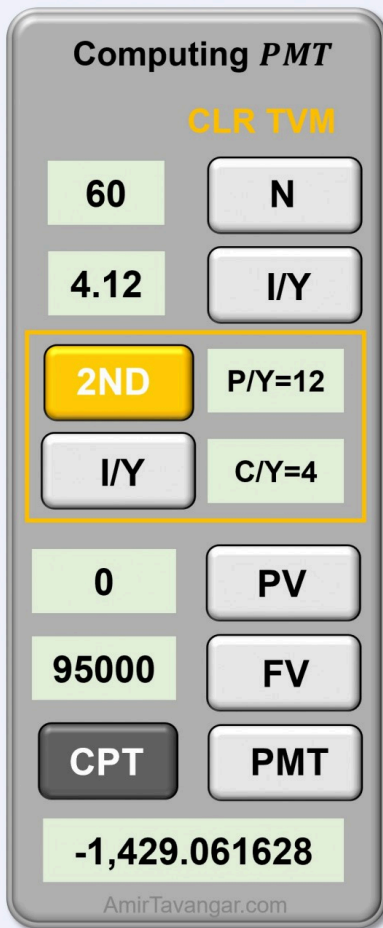 Computing PMT
CLR TVM
60 N
4.12 I/Y
2ND P/Y=12
I/Y C/Y=4
0 PV
95000 FV
CPT PMT
-1,429.061628
AmirTavangar.com